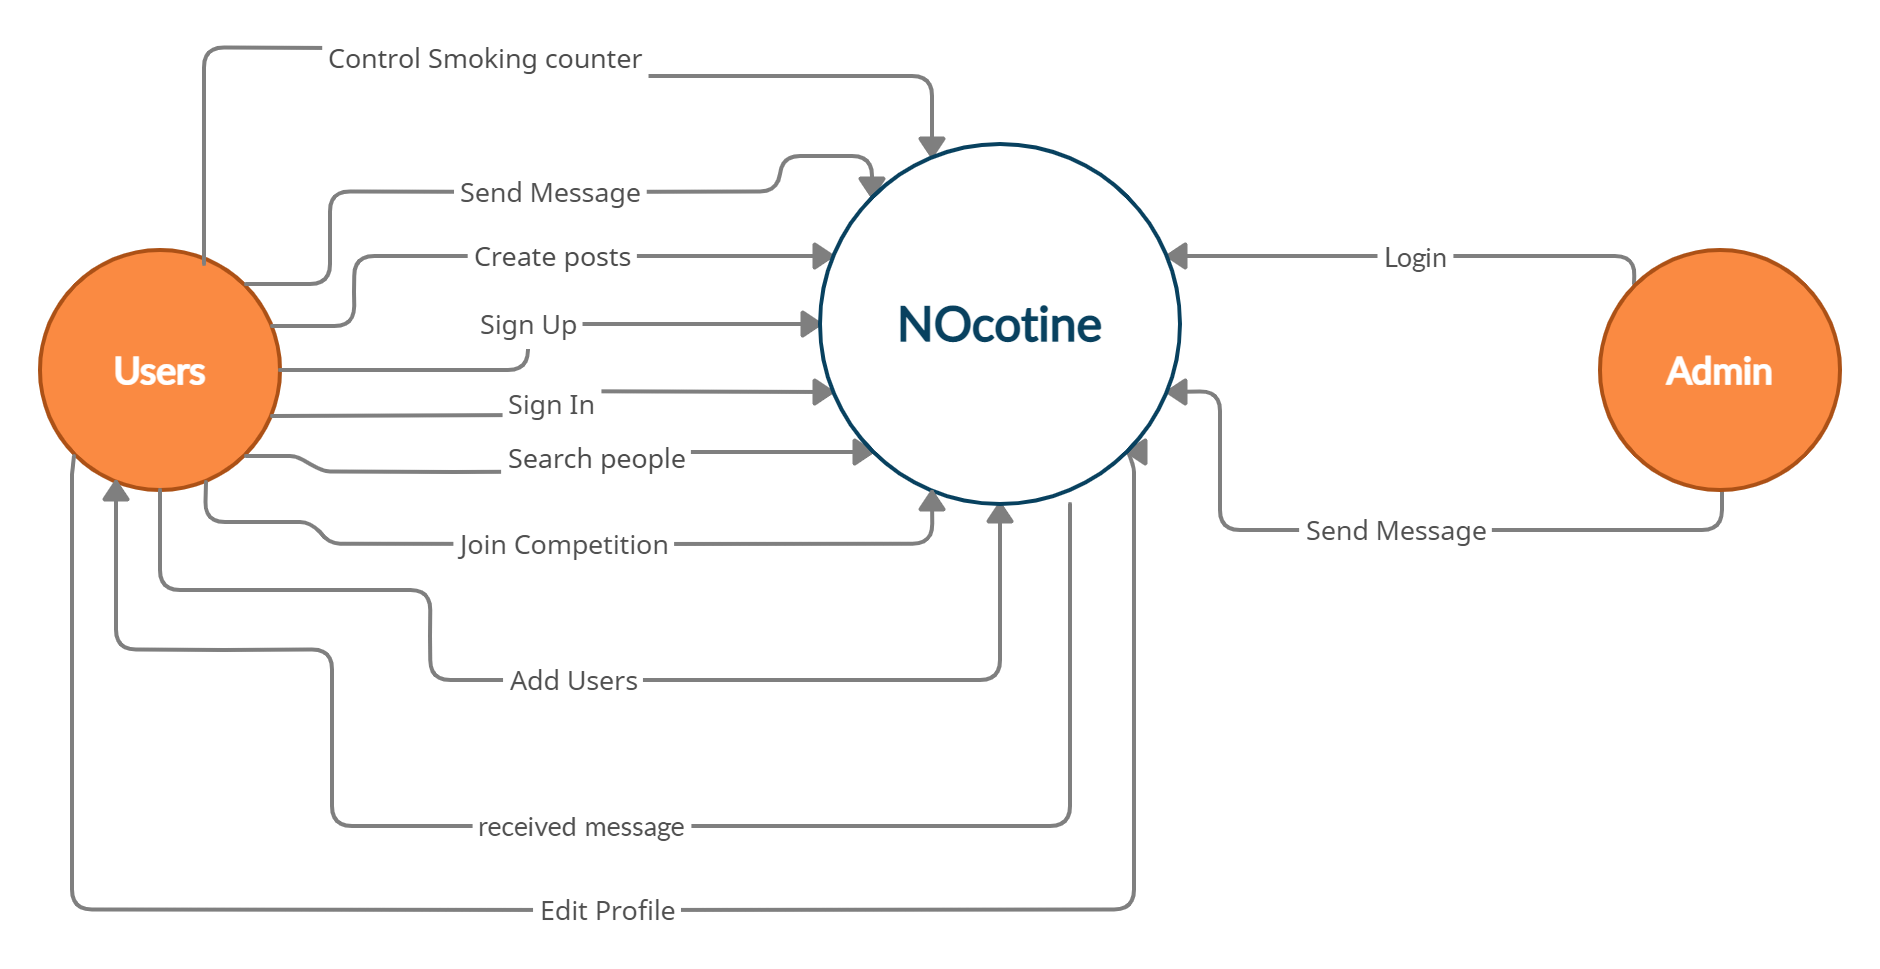 Control Smoking counter
Send Message
Create posts
Sign Up
NOcotine
Login
Users
Admin
Sign In
Search people
Join Competition
Send Message
Add Users
received message
Edit Profile